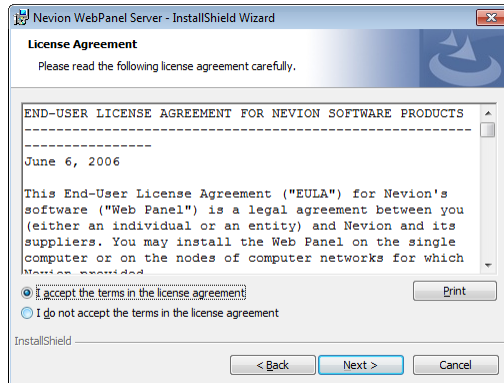 Nevion WebPanel Server - InstallShield Wizard
License Agreement
Please read the following license agreement carefully.
END-USER LICENSE AGREEMENT FOR NEVION SOFTWARE PRODUCTS
--------------------------------------------------------
----------------
June 6, 2006
This End-User License Agreement ("EULA") for Nevion's
software ("Web Panel") is a legal agreement between you
(either an individual or an entity) and Nevion and its
suppliers. You may install the Web Panel on the single
computer or on the nodes of computer networks for which
Nevion provided
I accept the terms in the license agreement
Print
I do not accept the terms in the license agreement
InstallShield
< Back
Next >
Cancel